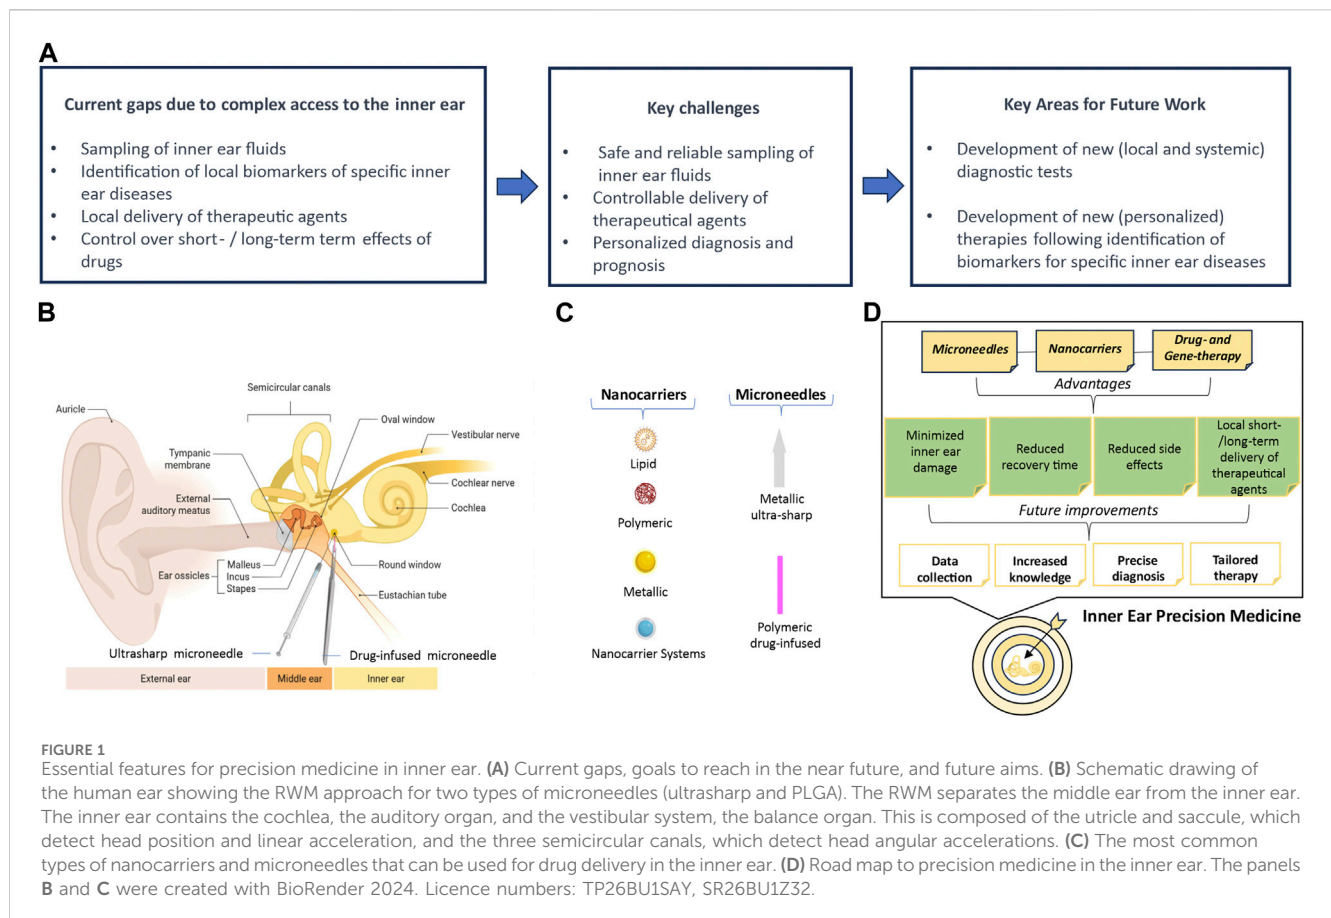 A
Current gaps due to complex access to the inner ear
• Sampling of inner ear fluids
• Identification of local biomarkers of specific inner
ear diseases
• Local delivery of therapeutic agents
• Control over short- / long-term term effects of
drugs
Key challenges
• Safe and reliable sampling of
inner ear fluids
• Controllable delivery of
therapeutical agents
• Personalized diagnosis and
prognosis
Key Areas for Future Work
• Development of new (local and systemic)
diagnostic tests
• Development of new (personalized)
therapies following identification of
biomarkers for specific inner ear diseases
B
Semicircular canals
Auricle
Oval window
Vestibular nerve
Tympanic
membrane
Cochlear nerve
External
auditory meatus
Cochlea
Ear ossicles
Malleus
Incus
Stapes
Round window
Eustachian tube
Ultrasharp microneedle
Drug-infused microneedle
External ear
Middle ear
Inner ear
C
Nanocarriers
Lipid
Polymeric
Metallic
Nanocarrier Systems
Microneedles
Metallic
ultra-sharp
Polymeric
drug-infused
D
Microneedles
Nanocarriers
Drug- and
Gene-therapy
Advantages
Minimized
inner ear
damage
Reduced
recovery time
Reduced side
effects
Local short-
/long-term
delivery of
therapeutical
agents
Future improvements
Data
collection
Increased
knowledge
Precise
diagnosis
Tailored
therapy
Inner Ear Precision Medicine
FIGURE 1
Essential features for precision medicine in inner ear. (A) Current gaps, goals to reach in the near future, and future aims. (B) Schematic drawing of
the human ear showing the RWM approach for two types of microneedles (ultrasharp and PLGA). The RWM separates the middle ear from the inner ear.
The inner ear contains the cochlea, the auditory organ, and the vestibular system, the balance organ. This is composed of the utricle and saccule, which
detect head position and linear acceleration, and the three semicircular canals, which detect head angular accelerations. (C) The most common
types of nanocarriers and microneedles that can be used for drug delivery in the inner ear. (D) Road map to precision medicine in the inner ear. The panels
B and C were created with BioRender 2024. Licence numbers: TP26BU1SAY, SR26BU1Z32.